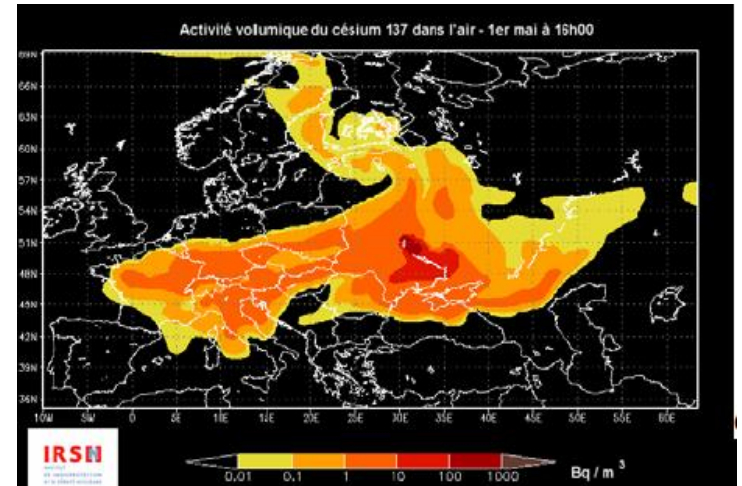 Activité volumique du césium 137 dans l'air - 1er mai à 16h00
69N
66N
63N
60N
57N
54N
51N
48N
45N
42N
39N
36N
10W 5W 0 5E 10E 15E 20E 25E 30E 35E 40E 45E 50E 55E 60E
IRSN
0.01 0.1 1 10 100 1000 Bq / m³